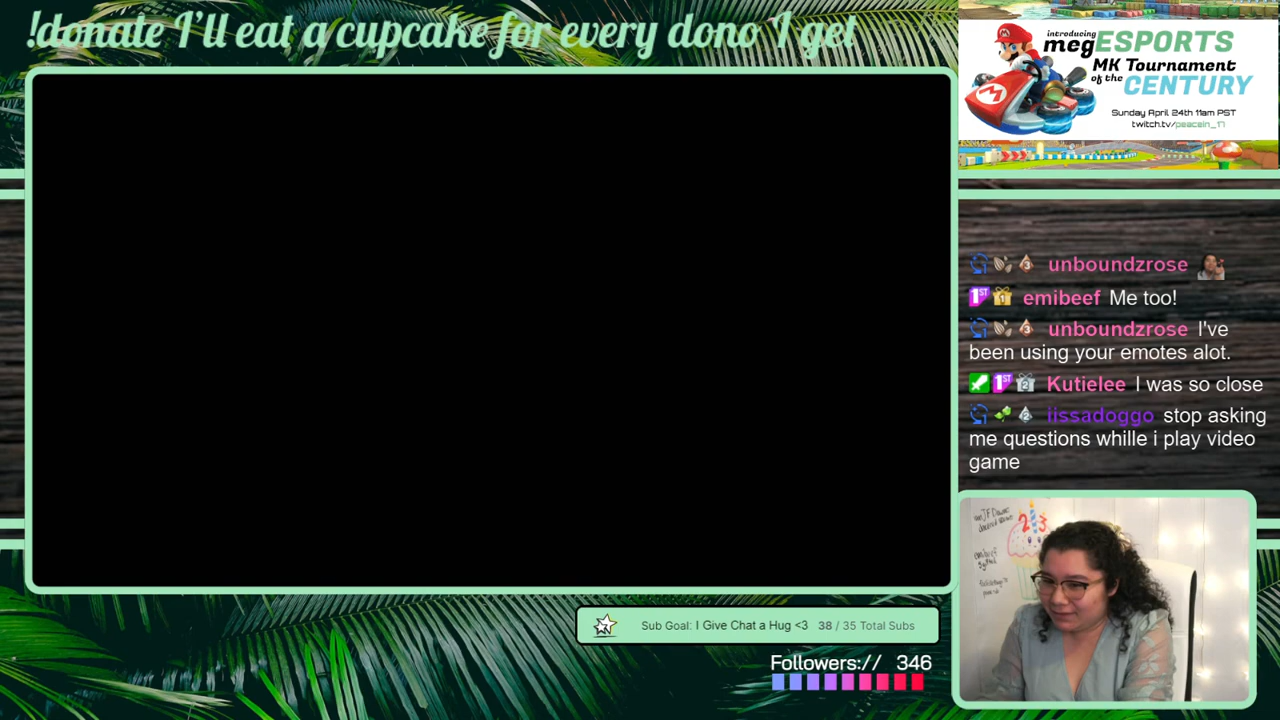 !donate I'll eat a cupcake for every dono I get
introducing
megESPORTS
MK Tournament
of the CENTURY
Sunday April 24th 11am PST
twitch.tv/peacein_17
unboundzrose
emibeef Me too!
unboundzrose I've
been using your emotes alot.
Kutielee I was so close
iissadoggo stop asking
me questions whille i play video
game
23
Sub Goal: I Give Chat a Hug <3 38 / 35 Total Subs
Followers:// 346